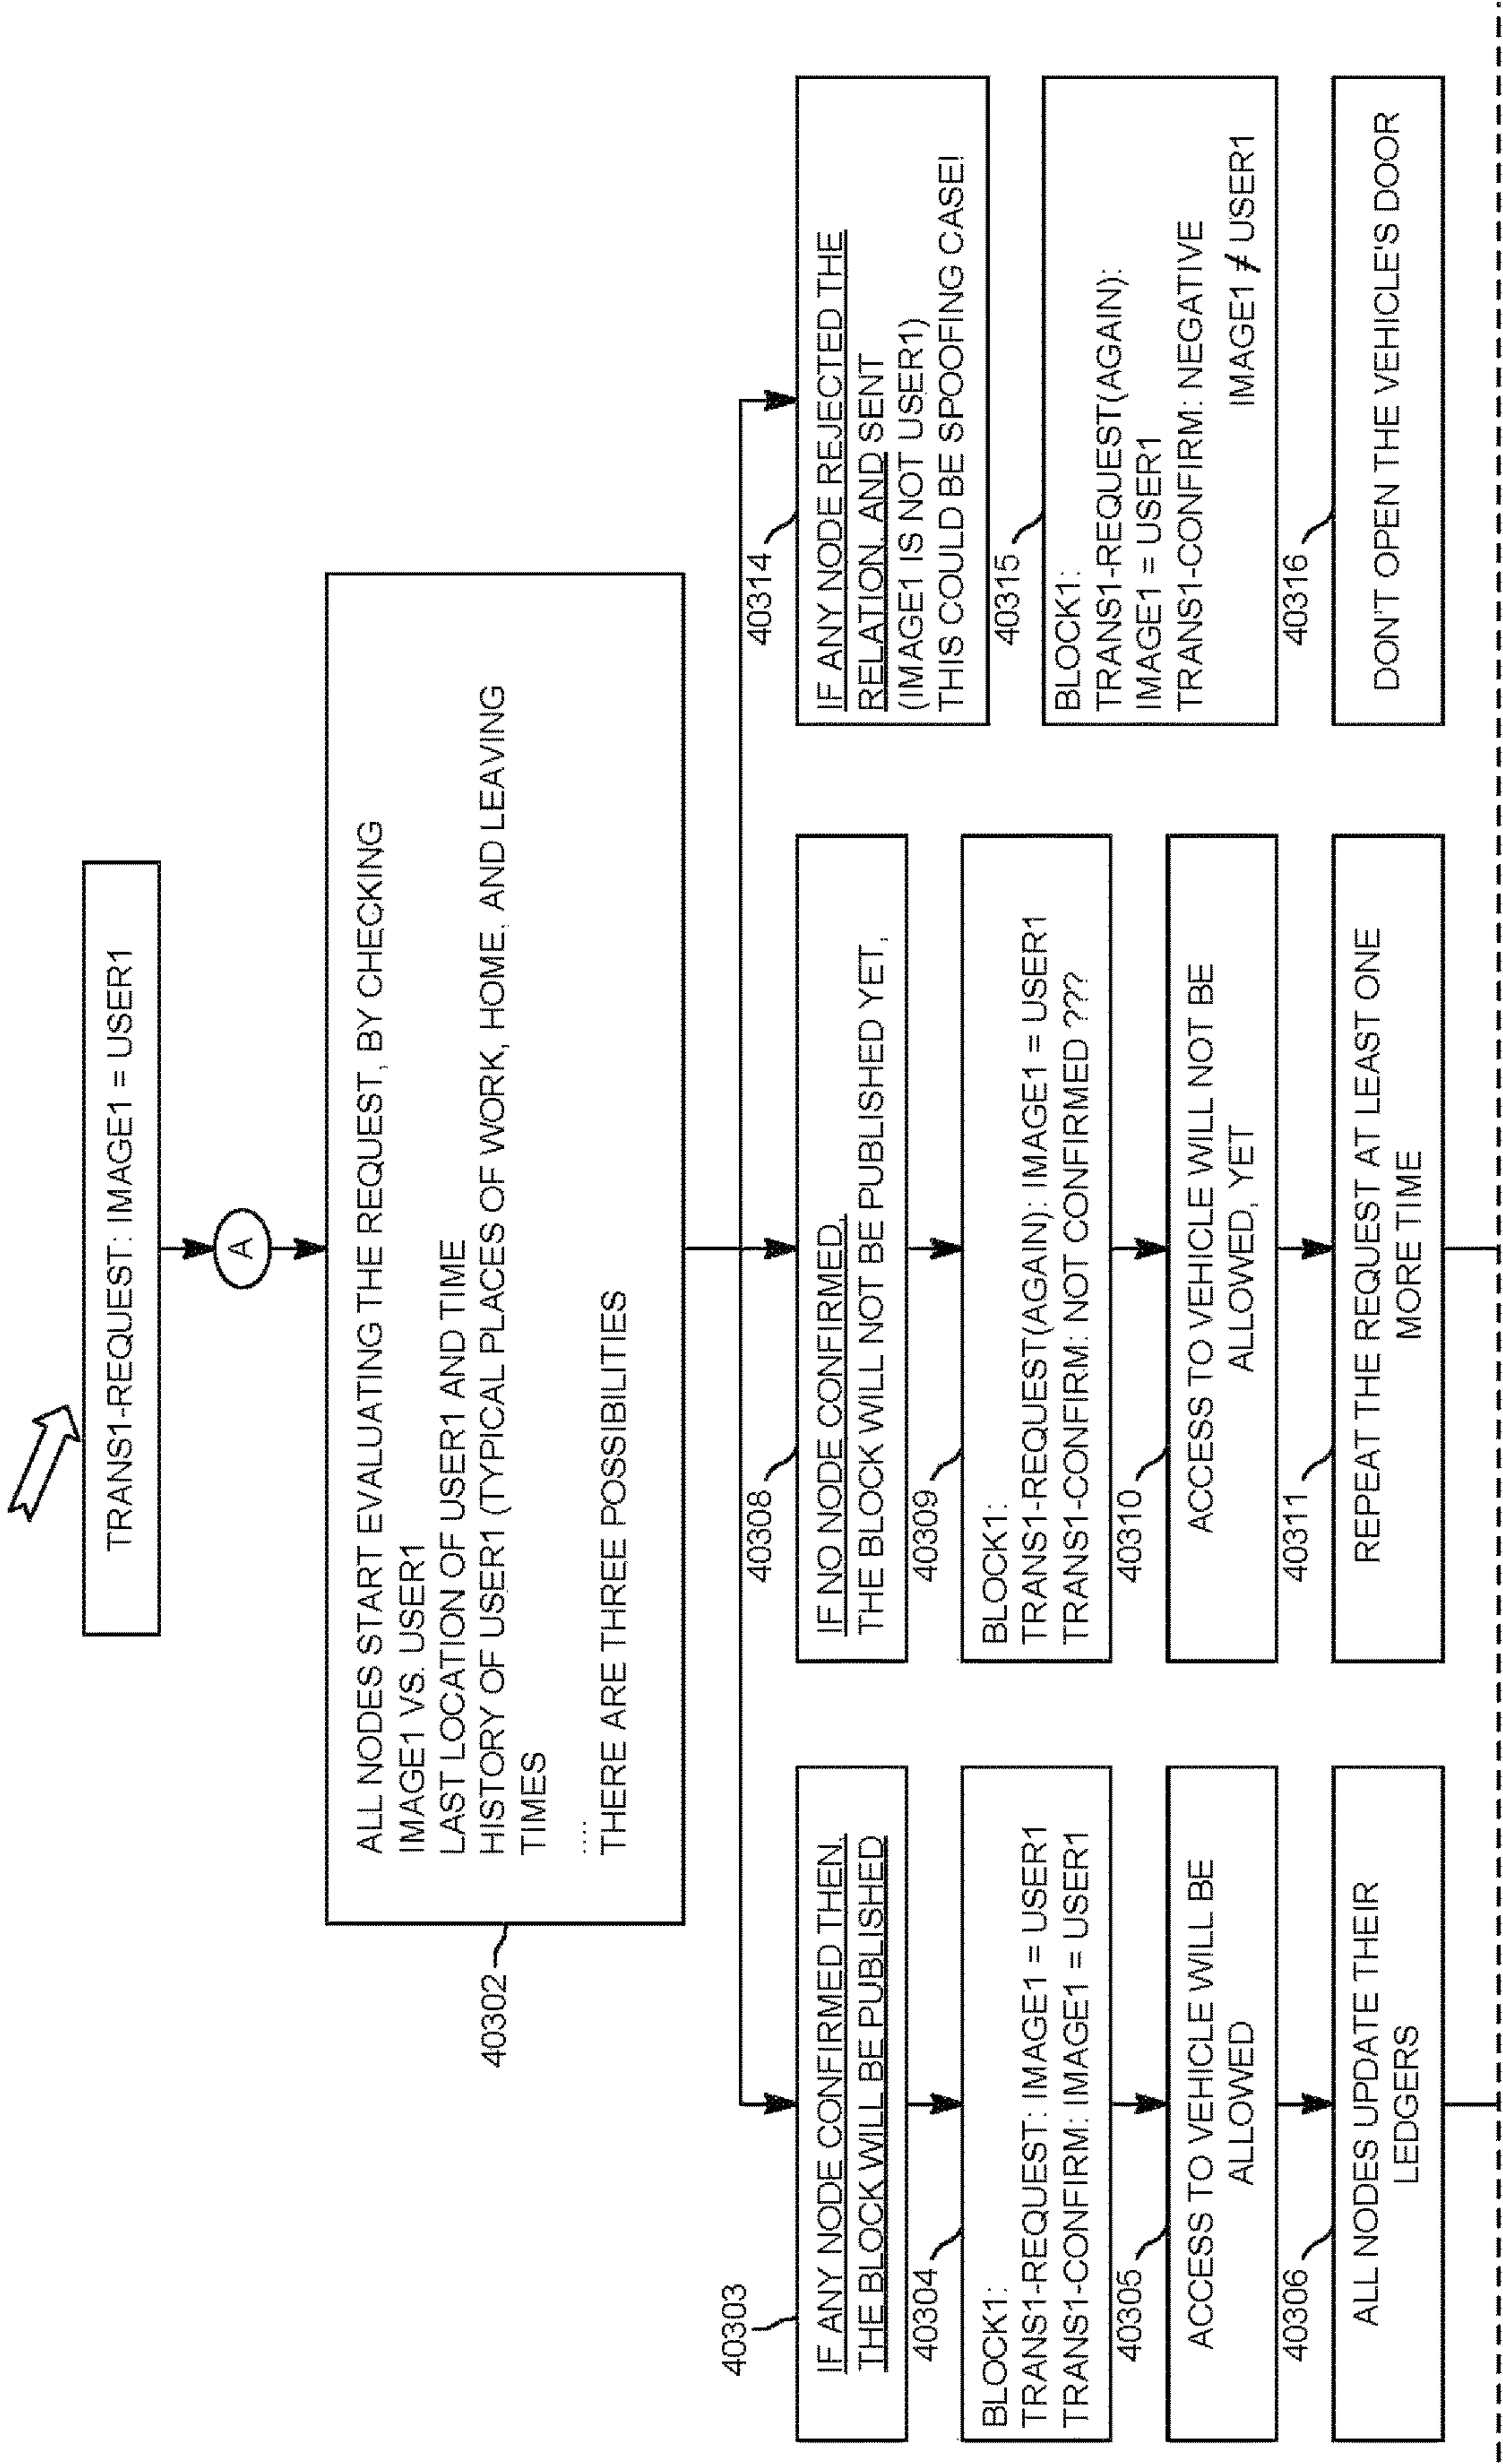 TRANS1-REQUEST: IMAGE1 = USER1
A
40302
ALL NODES START EVALUATING THE REQUEST, BY CHECKING
IMAGE1 VS. USER1
LAST LOCATION OF USER1 AND TIME
HISTORY OF USER1 (TYPICAL PLACES OF WORK, HOME, AND LEAVING
TIMES
....
THERE ARE THREE POSSIBILITIES
40303
IF ANY NODE CONFIRMED THEN,
THE BLOCK WILL BE PUBLISHED
40304
BLOCK1:
TRANS1-REQUEST: IMAGE1 = USER1
TRANS1-CONFIRM: IMAGE1 = USER1
40305
ACCESS TO VEHICLE WILL BE
ALLOWED
40306
ALL NODES UPDATE THEIR
LEDGERS
40308
IF NO NODE CONFIRMED,
THE BLOCK WILL NOT BE PUBLISHED YET,
40309
BLOCK1:
TRANS1-REQUEST(AGAIN): IMAGE1 = USER1
TRANS1-CONFIRM: NOT CONFIRMED ???
40310
ACCESS TO VEHICLE WILL NOT BE
ALLOWED, YET
40311
REPEAT THE REQUEST AT LEAST ONE
MORE TIME
40314
IF ANY NODE REJECTED THE
RELATION, AND SENT
(IMAGE1 IS NOT USER1)
THIS COULD BE SPOOFING CASE!
40315
BLOCK1:
TRANS1-REQUEST(AGAIN):
IMAGE1 = USER1
TRANS1-CONFIRM: NEGATIVE
IMAGE1 ≠ USER1
40316
DON'T OPEN THE VEHICLE'S DOOR